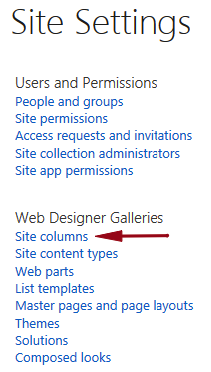 Site Settings
Users and Permissions
People and groups
Site permissions
Access requests and invitations
Site collection administrators
Site app permissions
Web Designer Galleries
Site columns
Site content types
Web parts
List templates
Master pages and page layouts
Themes
Solutions
Composed looks